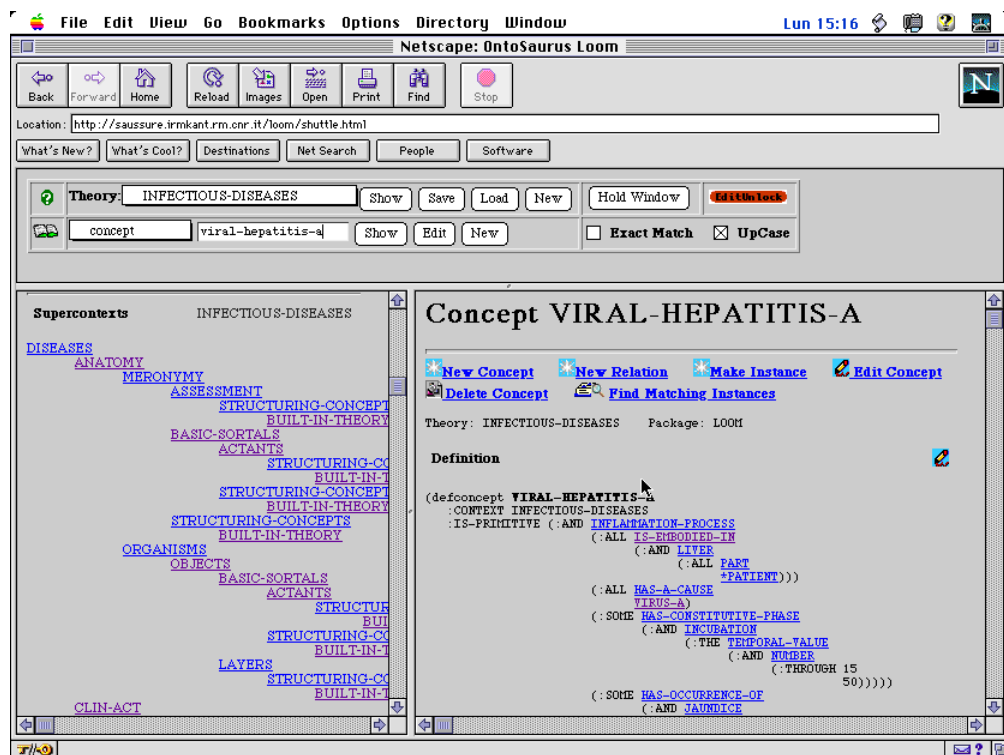 File Edit View Go Bookmarks Options Directory Window Lun 15:16
Netscape: OntoSaurus Loom
Back Forward Home Reload Images Open Print Find Stop N
Location: http://saussure.irmkant.rm.cnr.it/loom/shuttle.html
What's New? What's Cool? Destinations Net Search People Software
Theory: INFECTIOUS-DISEASES Show Save Load New Hold Window EditUnlock
concept viral-hepatitis-a Show Edit New Exact Match UpCase
Supercontexts INFECTIOUS-DISEASES
DISEASES
ANATOMY
MERONYMY
ASSESSMENT
STRUCTURING-CONCEPT
BUILT-IN-THEORY
BASIC-SORTALS
ACTANTS
STRUCTURING-CO
BUILT-IN-T
STRUCTURING-CONCEPT
BUILT-IN-THEORY
STRUCTURING-CONCEPTS
BUILT-IN-THEORY
ORGANISMS
OBJECTS
BASIC-SORTALS
ACTANTS
STRUCTUR
BUI
STRUCTURING-CO
BUILT-IN-T
LAYERS
STRUCTURING-CO
BUILT-IN-T
CLIN-ACT
Concept VIRAL-HEPATITIS-A
New Concept New Relation Make Instance Edit Concept
Delete Concept Find Matching Instances
Theory: INFECTIOUS-DISEASES Package: LOOM
Definition
(defconcept VIRAL-HEPATITIS-A
:CONTEXT INFECTIOUS-DISEASES
:IS-PRIMITIVE (:AND INFLAMMATION-PROCESS
(:ALL IS-EMBODIED-IN
(:AND LIVER
(:ALL PART
*PATIENT)))
(:ALL HAS-A-CAUSE
VIRUS-A)
(:SOME HAS-CONSTITUTIVE-PHASE
(:AND INCUBATION
(:THE TEMPORAL-VALUE
(:AND NUMBER
(:THROUGH 15
50)))))
(:SOME HAS-OCCURRENCE-OF
(:AND JAUNDICE